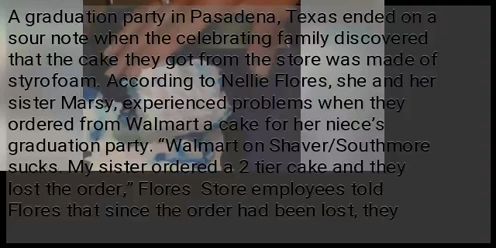 A graduation party in Pasadena, Texas ended on a
sour note when the celebrating family discovered
that the cake they got from the store was made of
styrofoam. According to Nellie Flores, she and her
sister Marsy, experienced problems when they
ordered from Walmart a cake for her niece’s
graduation party. “Walmart on Shaver/Southmore
sucks. My sister ordered a 2 tier cake and they
lost the order,” Flores  Store employees told
Flores that since the order had been lost, they